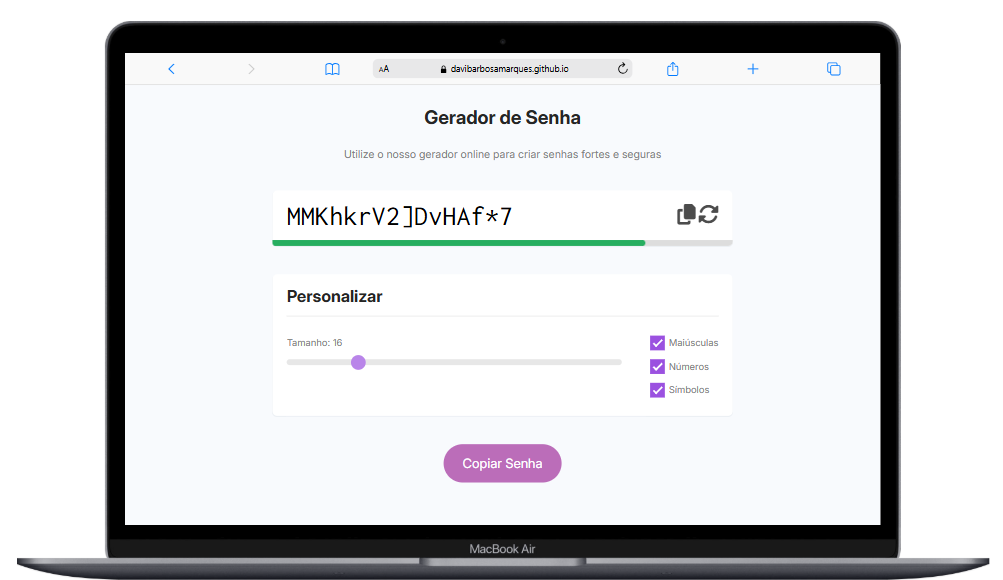 AA davibarbosamarques.github.io
Gerador de Senha
Utilize o nosso gerador online para criar senhas fortes e seguras
MMKhkrV2]DvHAf*7
Personalizar
Tamanho: 16
Maiúsculas
Números
Símbolos
Copiar Senha
MacBook Air